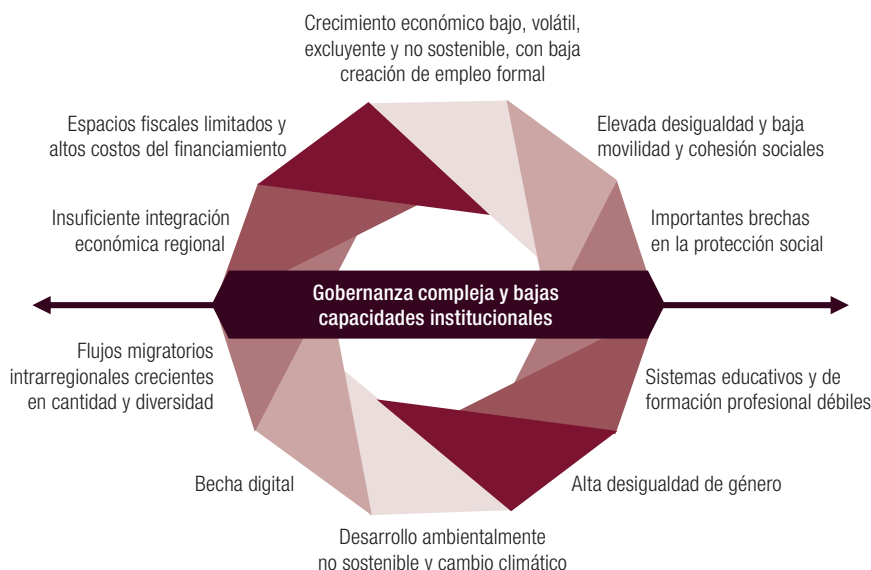 Crecimiento económico bajo, volátil,
excluyente y no sostenible, con baja
creación de empleo formal
Espacios fiscales limitados y
altos costos del financiamiento
Elevada desigualdad y baja
movilidad y cohesión sociales
Insuficiente integración
económica regional
Importantes brechas
en la protección social
Gobernanza compleja y bajas
capacidades institucionales
Flujos migratorios
intrarregionales crecientes
en cantidad y diversidad
Sistemas educativos y de
formación profesional débiles
Becha digital
Alta desigualdad de género
Desarrollo ambientalmente
no sostenible y cambio climático